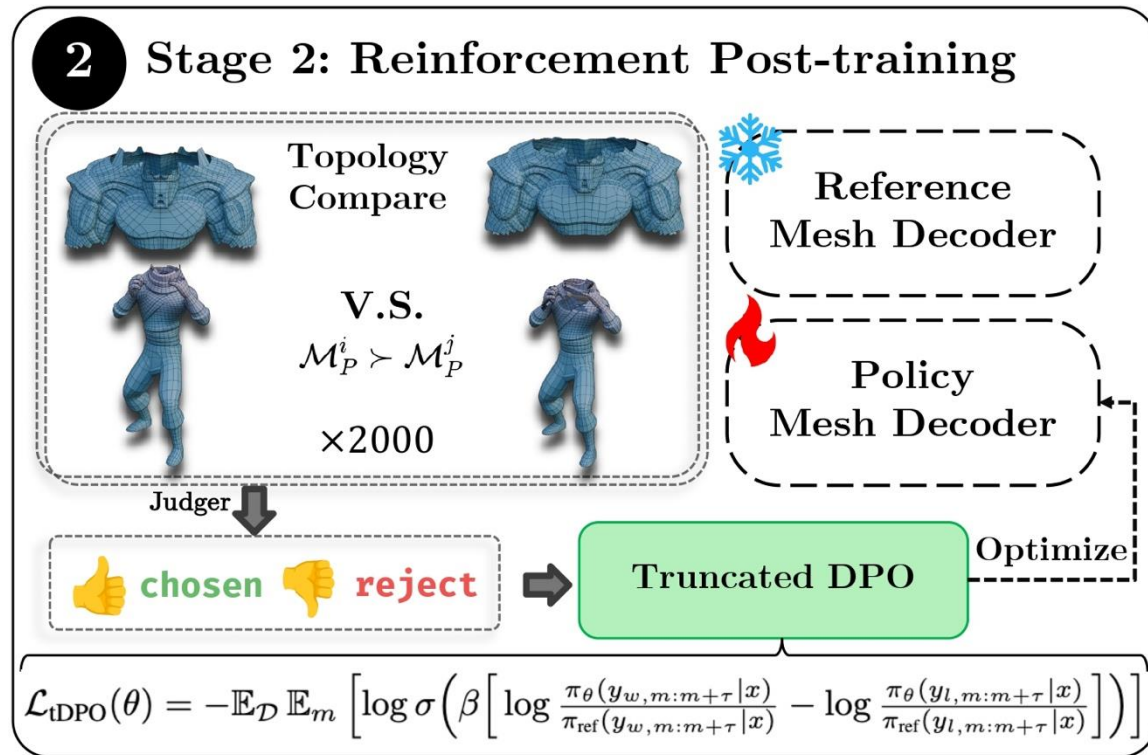 2 Stage 2: Reinforcement Post-training
Topology
Compare
V.S.
$\mathcal{M}_P^i \succ \mathcal{M}_P^j$
×2000
Reference
Mesh Decoder
Policy
Mesh Decoder
Judger
chosen reject
Truncated DPO
Optimize
$\mathcal{L}_{\text{tDPO}}(\theta) = -\mathbb{E}_{\mathcal{D}} \, \mathbb{E}_m \left[ \log \sigma \left( \beta \left[ \log \frac{\pi_\theta(y_{w,m:m+\tau}|x)}{\pi_{\text{ref}}(y_{w,m:m+\tau}|x)} - \log \frac{\pi_\theta(y_{l,m:m+\tau}|x)}{\pi_{\text{ref}}(y_{l,m:m+\tau}|x)} \right] \right) \right]$